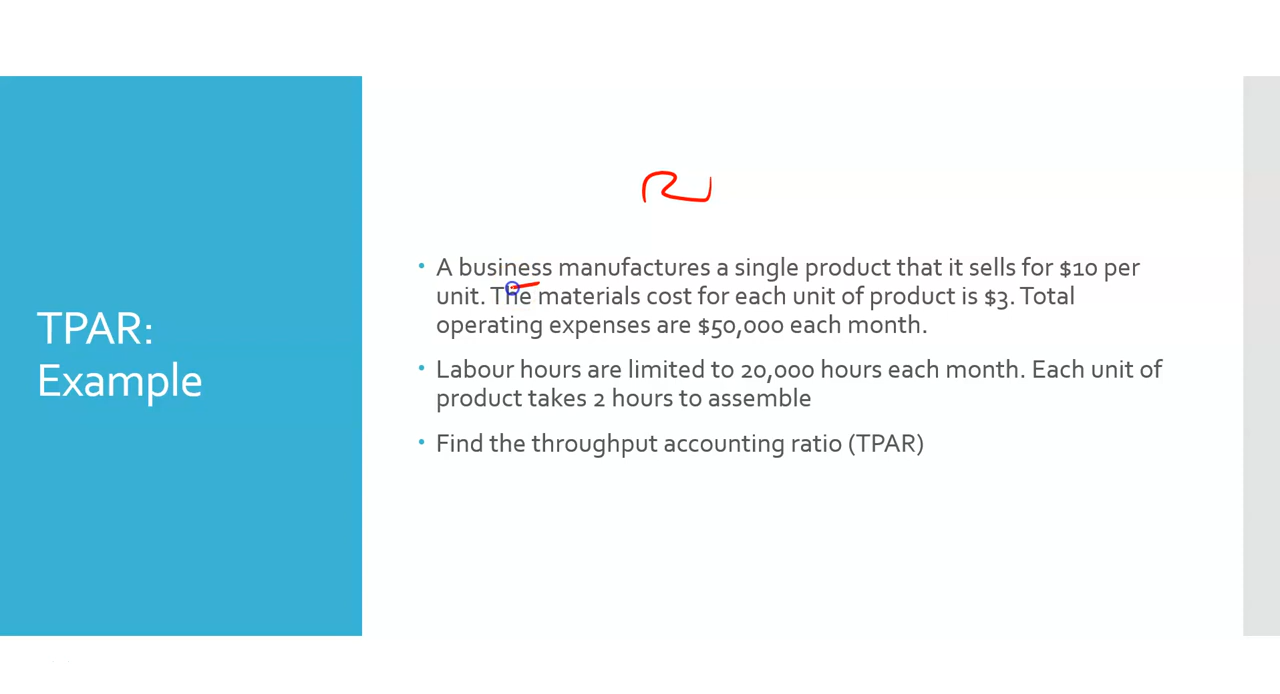 TPAR:
Example
• A business manufactures a single product that it sells for $10 per
unit. The materials cost for each unit of product is $3. Total
operating expenses are $50,000 each month.
• Labour hours are limited to 20,000 hours each month. Each unit of
product takes 2 hours to assemble
• Find the throughput accounting ratio (TPAR)